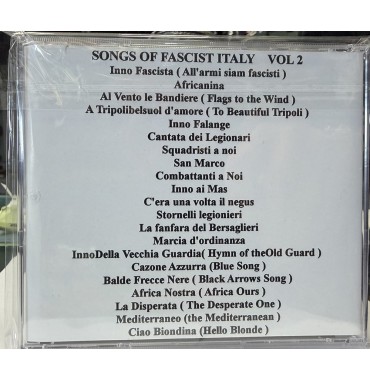 SONGS OF FASCIST ITALY VOL 2
Inno Fascista ( All'armi siam fascisti )
Africanina
Al Vento le Bandiere ( Flags to the Wind )
A Tripolibelsuol d'amore ( To Beautiful Tripoli )
Inno Falange
Cantata dei Legionari
Squadristi a noi
San Marco
Combattanti a Noi
Inno ai Mas
C'era una volta il negus
Stornelli legionieri
La fanfara del Bersaglieri
Marcia d'ordinanza
InnoDella Vecchia Guardia( Hymn of theOld Guard )
Cazone Azzurra (Blue Song )
Balde Frecce Nere ( Black Arrows Song )
Africa Nostra ( Africa Ours )
La Disperata ( The Desperate One )
Mediterraneo (the Mediterranean )
Ciao Biondina (Hello Blonde )